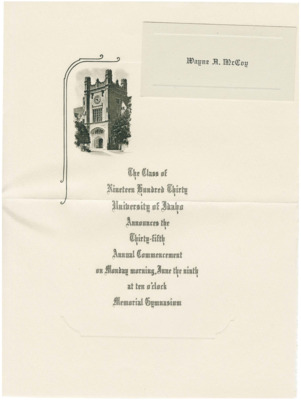 Wayne A. McCoy
The Class of
Nineteen Hundred Thirty
University of Idaho
Announces the
Thirty-fifth
Annual Commencement
on Monday morning, June the ninth
at ten o'clock
Memorial Gymnasium